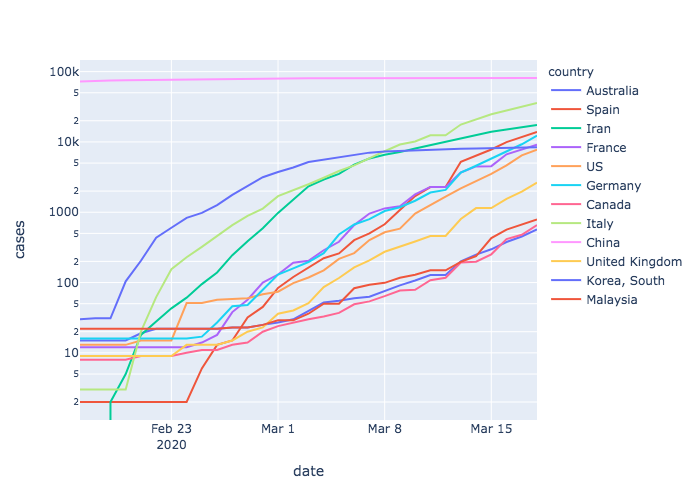 100k
5
2
10k
5
2
1000
5
2
100
5
2
10
5
2
cases
Feb 23
2020
Mar 1
Mar 8
Mar 15
date
country
Australia
Spain
Iran
France
US
Germany
Canada
Italy
China
United Kingdom
Korea, South
Malaysia